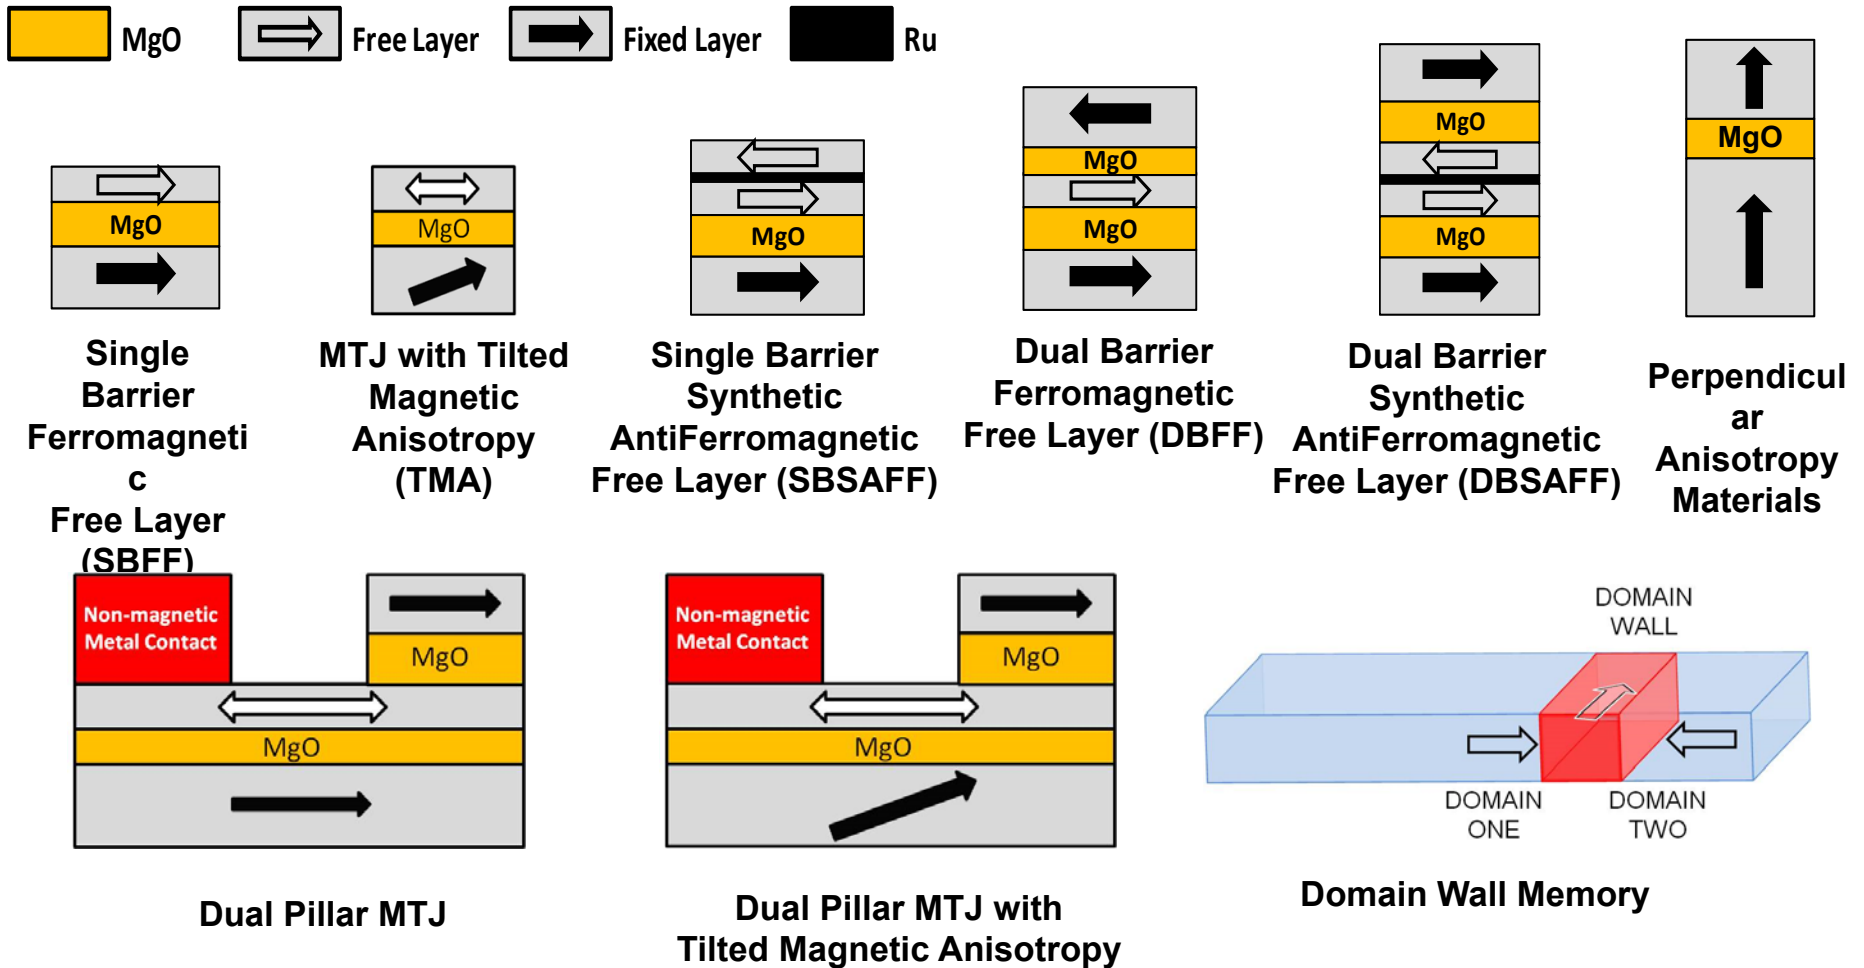 MgO
Free Layer
Fixed Layer
Ru
MgO
Single
Barrier
Ferromagneti
c
Free Layer
(SBFF)
MgO
MTJ with Tilted
Magnetic
Anisotropy
(TMA)
MgO
Single Barrier
Synthetic
AntiFerromagnetic
Free Layer (SBSAFF)
MgO
MgO
Dual Barrier
Ferromagnetic
Free Layer (DBFF)
MgO
MgO
Dual Barrier
Synthetic
AntiFerromagnetic
Free Layer (DBSAFF)
MgO
Perpendicul
ar
Anisotropy
Materials
Non-magnetic
Metal Contact
MgO
MgO
Dual Pillar MTJ
Non-magnetic
Metal Contact
MgO
MgO
Dual Pillar MTJ with
Tilted Magnetic Anisotropy
DOMAIN
WALL
DOMAIN
ONE
DOMAIN
TWO
Domain Wall Memory